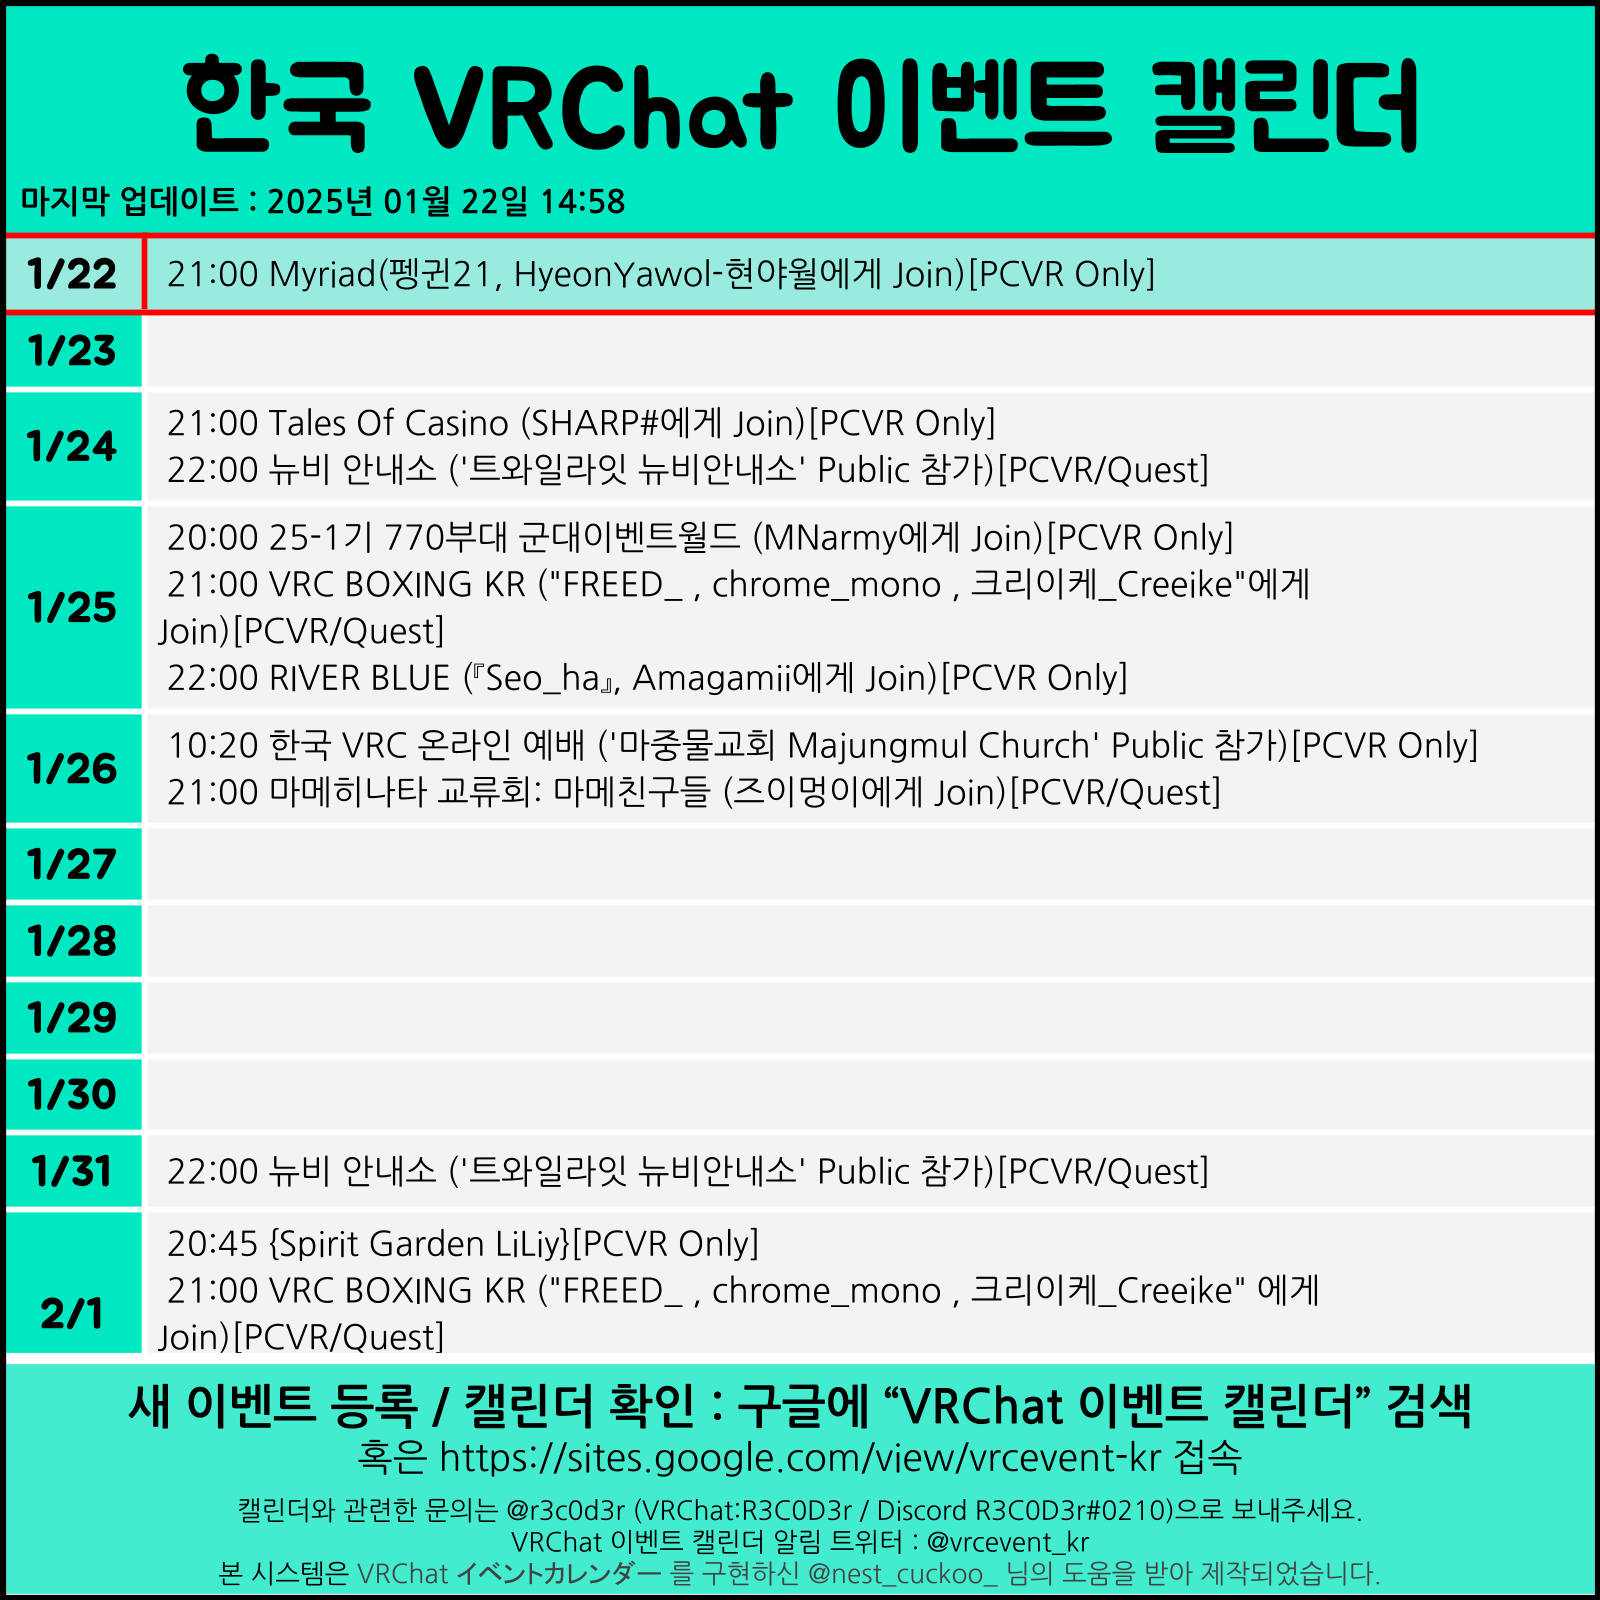 한국 VRChat 이벤트 캘린더
마지막 업데이트 : 2025년 01월 22일 14:58
1/22
21:00 Myriad(펭귄21, HyeonYawol-현야월에게 Join)[PCVR Only]
1/23
1/24
21:00 Tales Of Casino (SHARP#에게 Join)[PCVR Only]
22:00 뉴비 안내소 ('트와일라잇 뉴비안내소' Public 참가)[PCVR/Quest]
1/25
20:00 25-1기 770부대 군대이벤트월드 (MNarmy에게 Join)[PCVR Only]
21:00 VRC BOXING KR ("FREED_ , chrome_mono , 크리이케_Creeike"에게
Join)[PCVR/Quest]
22:00 RIVER BLUE (『Seo_ha』, Amagamii에게 Join)[PCVR Only]
1/26
10:20 한국 VRC 온라인 예배 ('마중물교회 Majungmul Church' Public 참가)[PCVR Only]
21:00 마메히나타 교류회: 마메친구들 (즈이멍이에게 Join)[PCVR/Quest]
1/27
1/28
1/29
1/30
1/31
22:00 뉴비 안내소 ('트와일라잇 뉴비안내소' Public 참가)[PCVR/Quest]
2/1
20:45 {Spirit Garden LiLiy}[PCVR Only]
21:00 VRC BOXING KR ("FREED_ , chrome_mono , 크리이케_Creeike" 에게
Join)[PCVR/Quest]
새 이벤트 등록 / 캘린더 확인 : 구글에 “VRChat 이벤트 캘린더” 검색
혹은 https://sites.google.com/view/vrcevent-kr 접속
캘린더와 관련한 문의는 @r3c0d3r (VRChat:R3C0D3r / Discord R3C0D3r#0210)으로 보내주세요.
VRChat 이벤트 캘린더 알림 트위터 : @vrcevent_kr
본 시스템은 VRChat イベントカレンダー 를 구현하신 @nest_cuckoo_ 님의 도움을 받아 제작되었습니다.